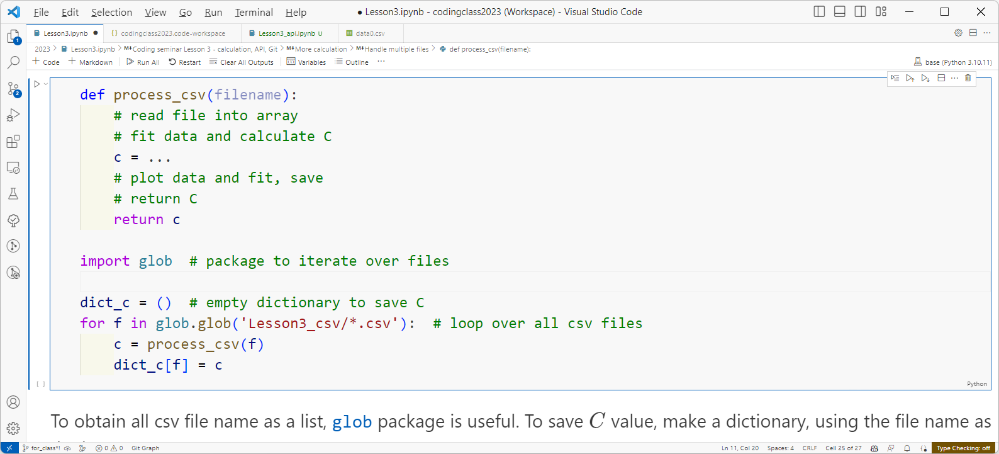 File Edit Selection View Go Run Terminal Help ● Lesson3.ipynb - codingclass2023 (Workspace) - Visual Studio Code
Lesson3.ipynb ● {} codingclass2023.code-workspace Lesson3_api.ipynb U data0.csv
2023 > Lesson3.ipynb > M↓Coding seminar Lesson 3 - calculation, API, Git > M↓More calculation > M↓Handle multiple files > def process_csv(filename):
+ Code + Markdown Run All Restart Clear All Outputs Variables Outline ... base (Python 3.10.11)
1
2
def process_csv(filename):
# read file into array
# fit data and calculate C
c = ...
# plot data and fit, save
# return C
return c
import glob # package to iterate over files
dict_c = () # empty dictionary to save C
for f in glob.glob('Lesson3_csv/*.csv'): # loop over all csv files
c = process_csv(f)
dict_c[f] = c
[ ] Python
To obtain all csv file name as a list, glob package is useful. To save C value, make a dictionary, using the file name as
for_class*! 0 0 Git Graph Ln 11, Col 20 Spaces: 4 CRLF Cell 25 of 27 Type Checking: off